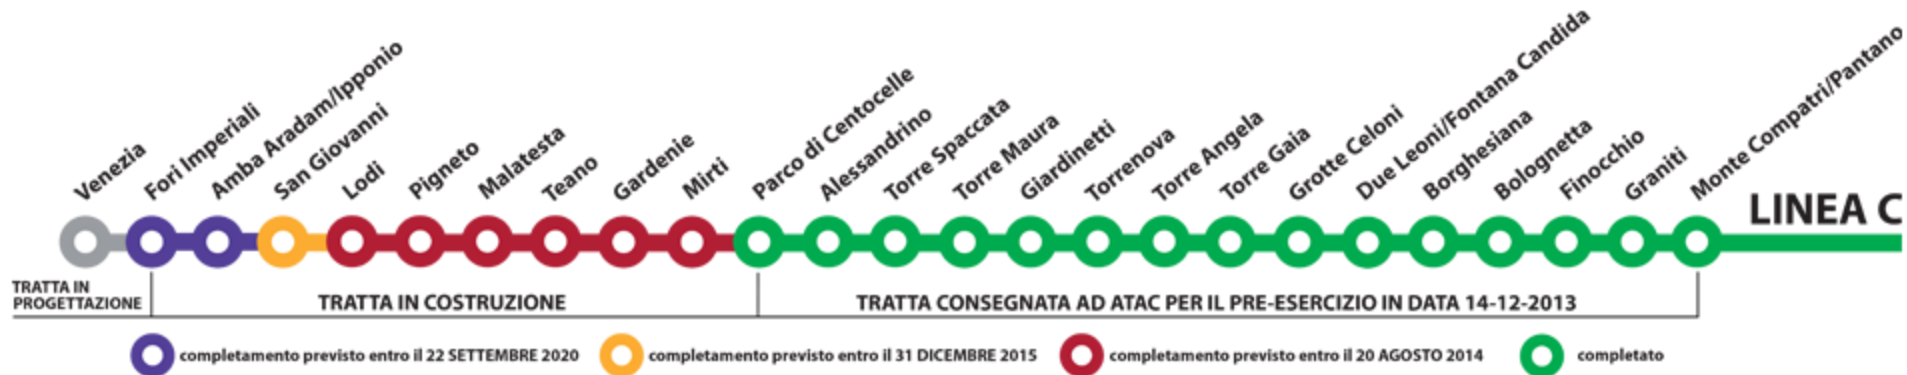 Venezia
Fori Imperiali
Amba Aradam/Ipponio
San Giovanni
Lodi
Pigneto
Malatesta
Teano
Gardenie
Mirti
Parco di Centocelle
Alessandrino
Torre Spaccata
Torre Maura
Giardinetti
Torrenova
Torre Angela
Torre Gaia
Grotte Celoni
Due Leoni/Fontana Candida
Borghesiana
Bolognetta
Finocchio
Graniti
Monte Compatri/Pantano
LINEA C
TRATTA IN
PROGETTAZIONE
TRATTA IN COSTRUZIONE
TRATTA CONSEGNATA AD ATAC PER IL PRE-ESERCIZIO IN DATA 14-12-2013
completamento previsto entro il 22 SETTEMBRE 2020
completamento previsto entro il 31 DICEMBRE 2015
completamento previsto entro il 20 AGOSTO 2014
completato